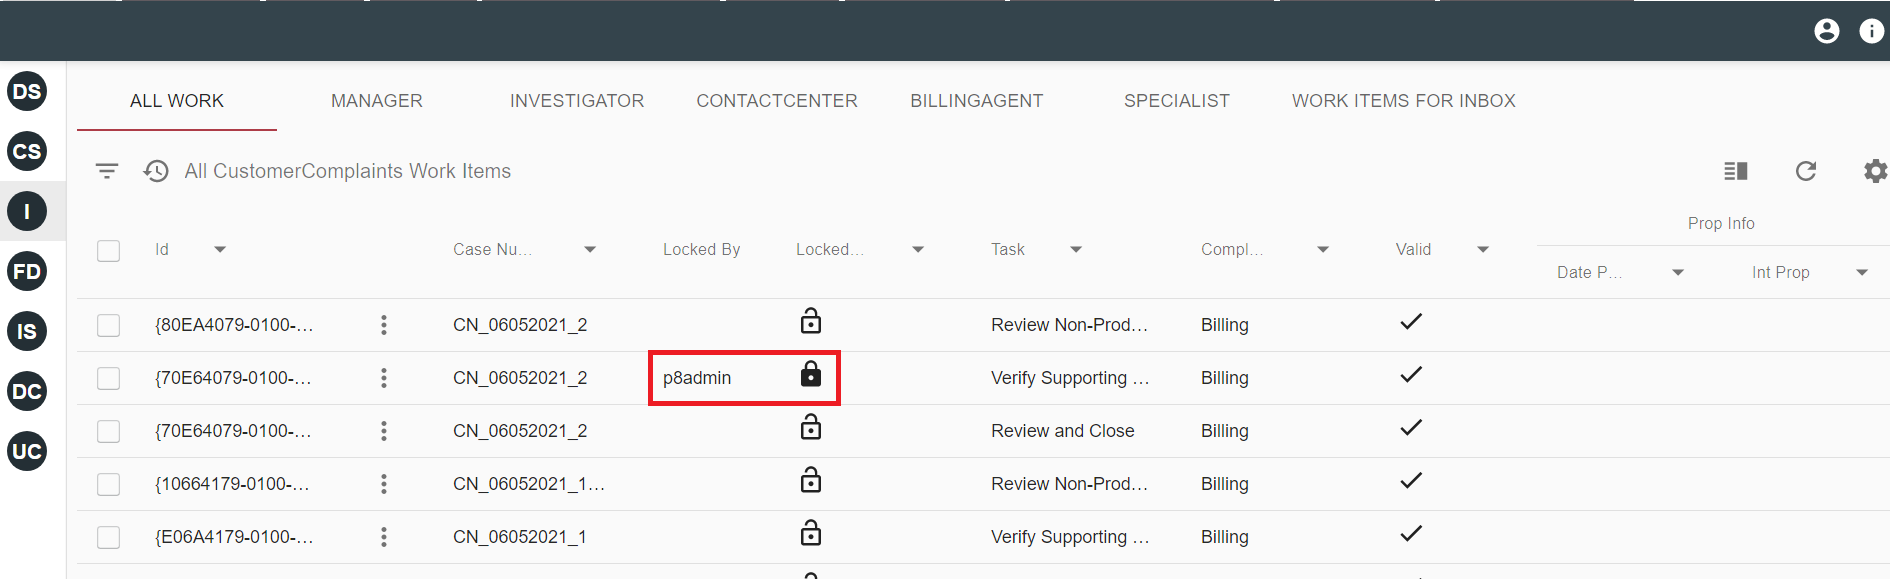 DS
CS
I
FD
IS
DC
UC
ALL WORK MANAGER INVESTIGATOR CONTACTCENTER BILLINGAGENT SPECIALIST WORK ITEMS FOR INBOX
All CustomerComplaints Work Items
Prop Info
Id Case Nu... Locked By Locked... Task Compl... Valid
Date P... Int Prop
{80EA4079-0100-... CN_06052021_2 Review Non-Prod... Billing
{70E64079-0100-... CN_06052021_2 p8admin Verify Supporting ... Billing
{70E64079-0100-... CN_06052021_2 Review and Close Billing
{10664179-0100-... CN_06052021_1... Review Non-Prod... Billing
{E06A4179-0100-... CN_06052021_1 Verify Supporting ... Billing